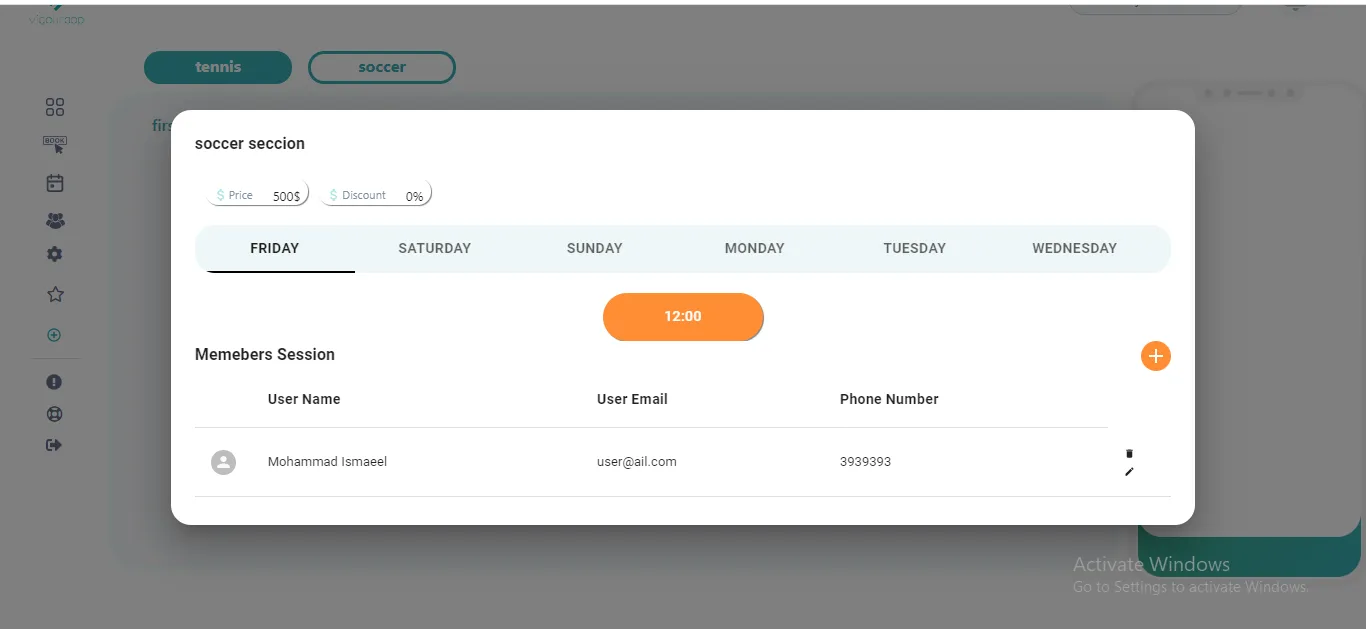 vigourapp
tennis soccer
firs
soccer seccion
$ Price 500$ $ Discount 0%
FRIDAY SATURDAY SUNDAY MONDAY TUESDAY WEDNESDAY
12:00
Memebers Session
User Name User Email Phone Number
Mohammad Ismaeel user@ail.com 3939393
BOOK
Activate Windows
Go to Settings to activate Windows.